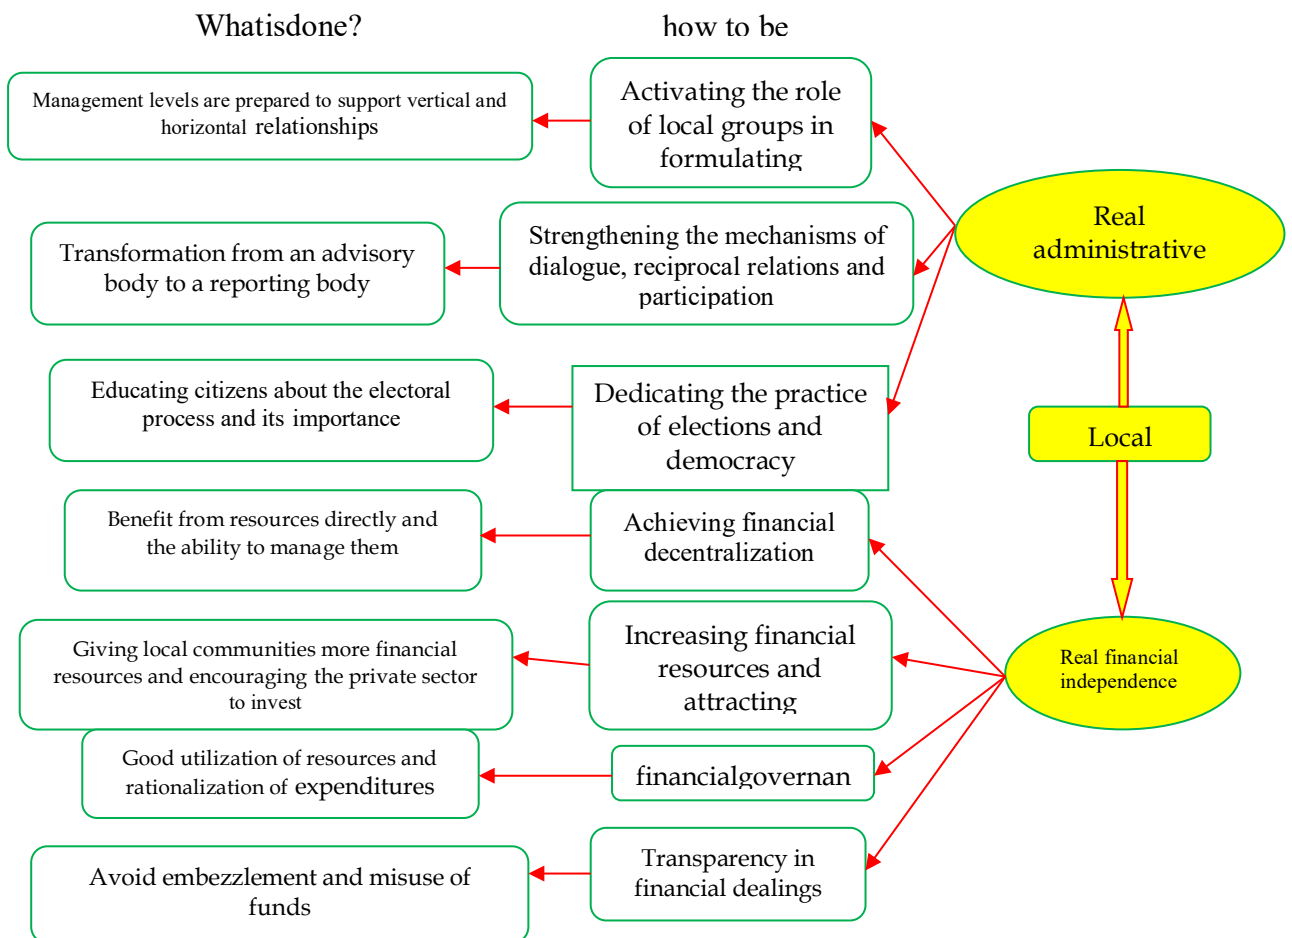 Whatisdone?
how to be
Management levels are prepared to support vertical and
horizontal relationships
Activating the role
of local groups in
formulating
Real
administrative
Transformation from an advisory
body to a reporting body
Strengthening the mechanisms of
dialogue, reciprocal relations and
participation
Educating citizens about the electoral
process and its importance
Dedicating the practice
of elections and
democracy
Local
Benefit from resources directly and
the ability to manage them
Achieving financial
decentralization
Giving local communities more financial
resources and encouraging the private sector
to invest
Increasing financial
resources and
attracting
Real financial
independence
Good utilization of resources and
rationalization of expenditures
financialgovernan
Avoid embezzlement and misuse of
funds
Transparency in
financial dealings